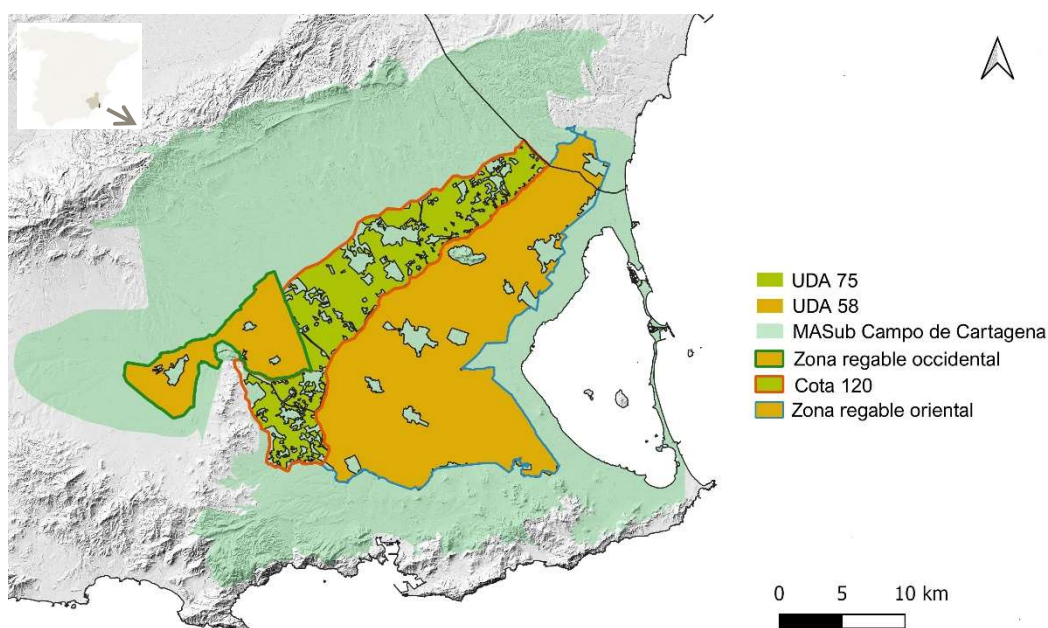 UDA 75
UDA 58
MASub Campo de Cartagena
Zona regable occidental
Cota 120
Zona regable oriental
0 5 10 km